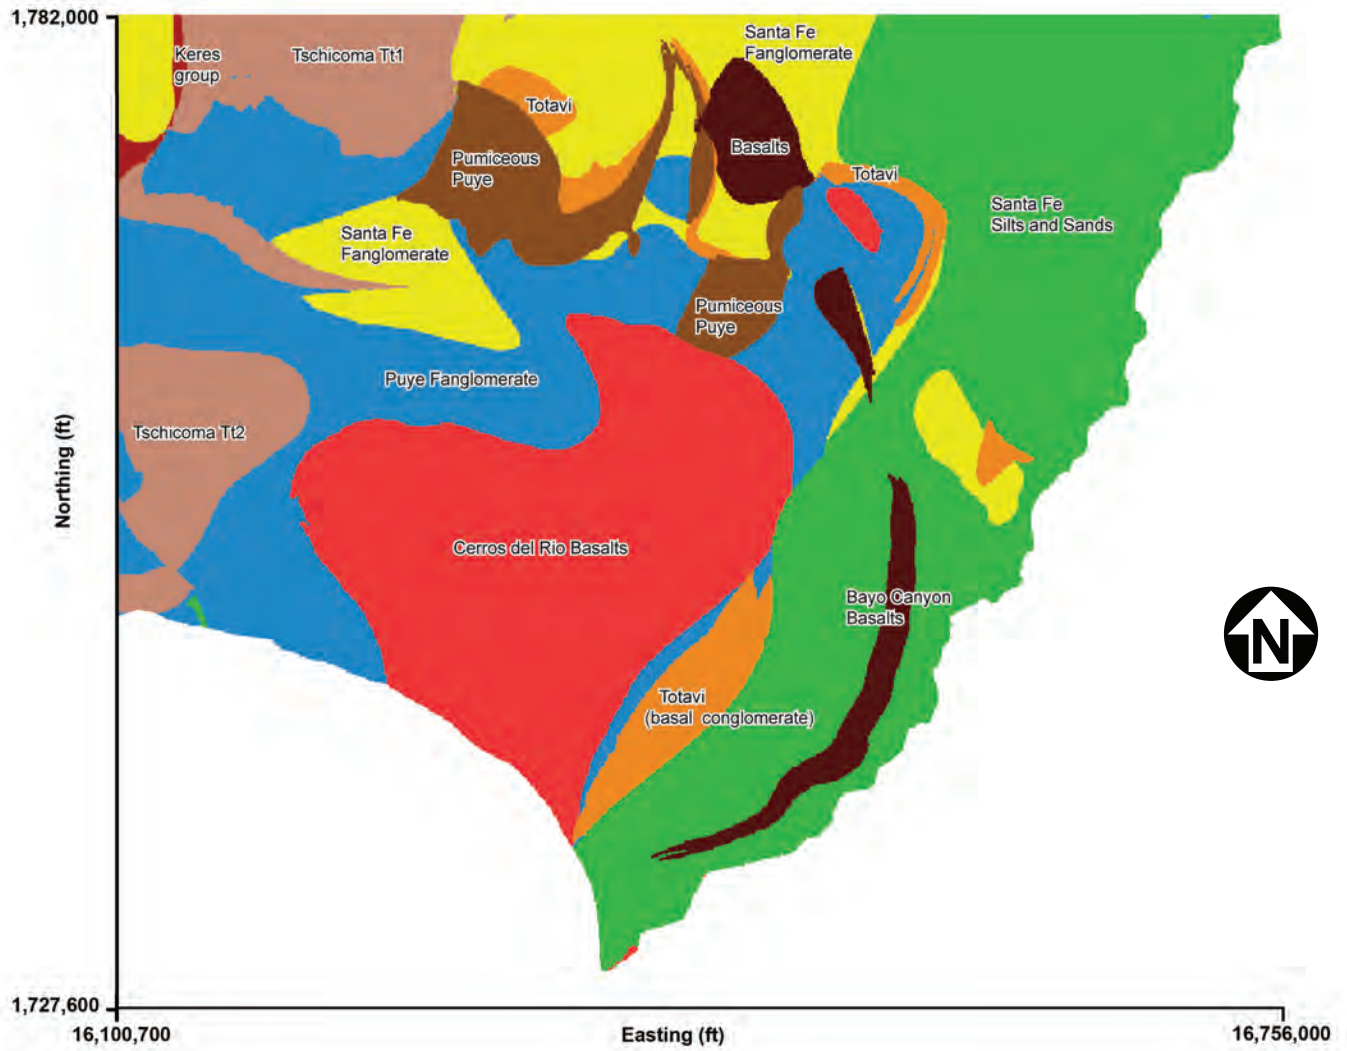 1,782,000
Keres
group
Tschicoma Tt1
Santa Fe
Fanglomerate
Totavi
Basalts
Pumiceous
Puye
Totavi
Santa Fe
Silts and Sands
Santa Fe
Fanglomerate
Pumiceous
Puye
Puye Fanglomerate
Tschicoma Tt2
Northing (ft)
Cerros del Rio Basalts
Bayo Canyon
Basalts
N
Totavi
(basal conglomerate)
1,727,600
16,100,700
Easting (ft)
16,756,000